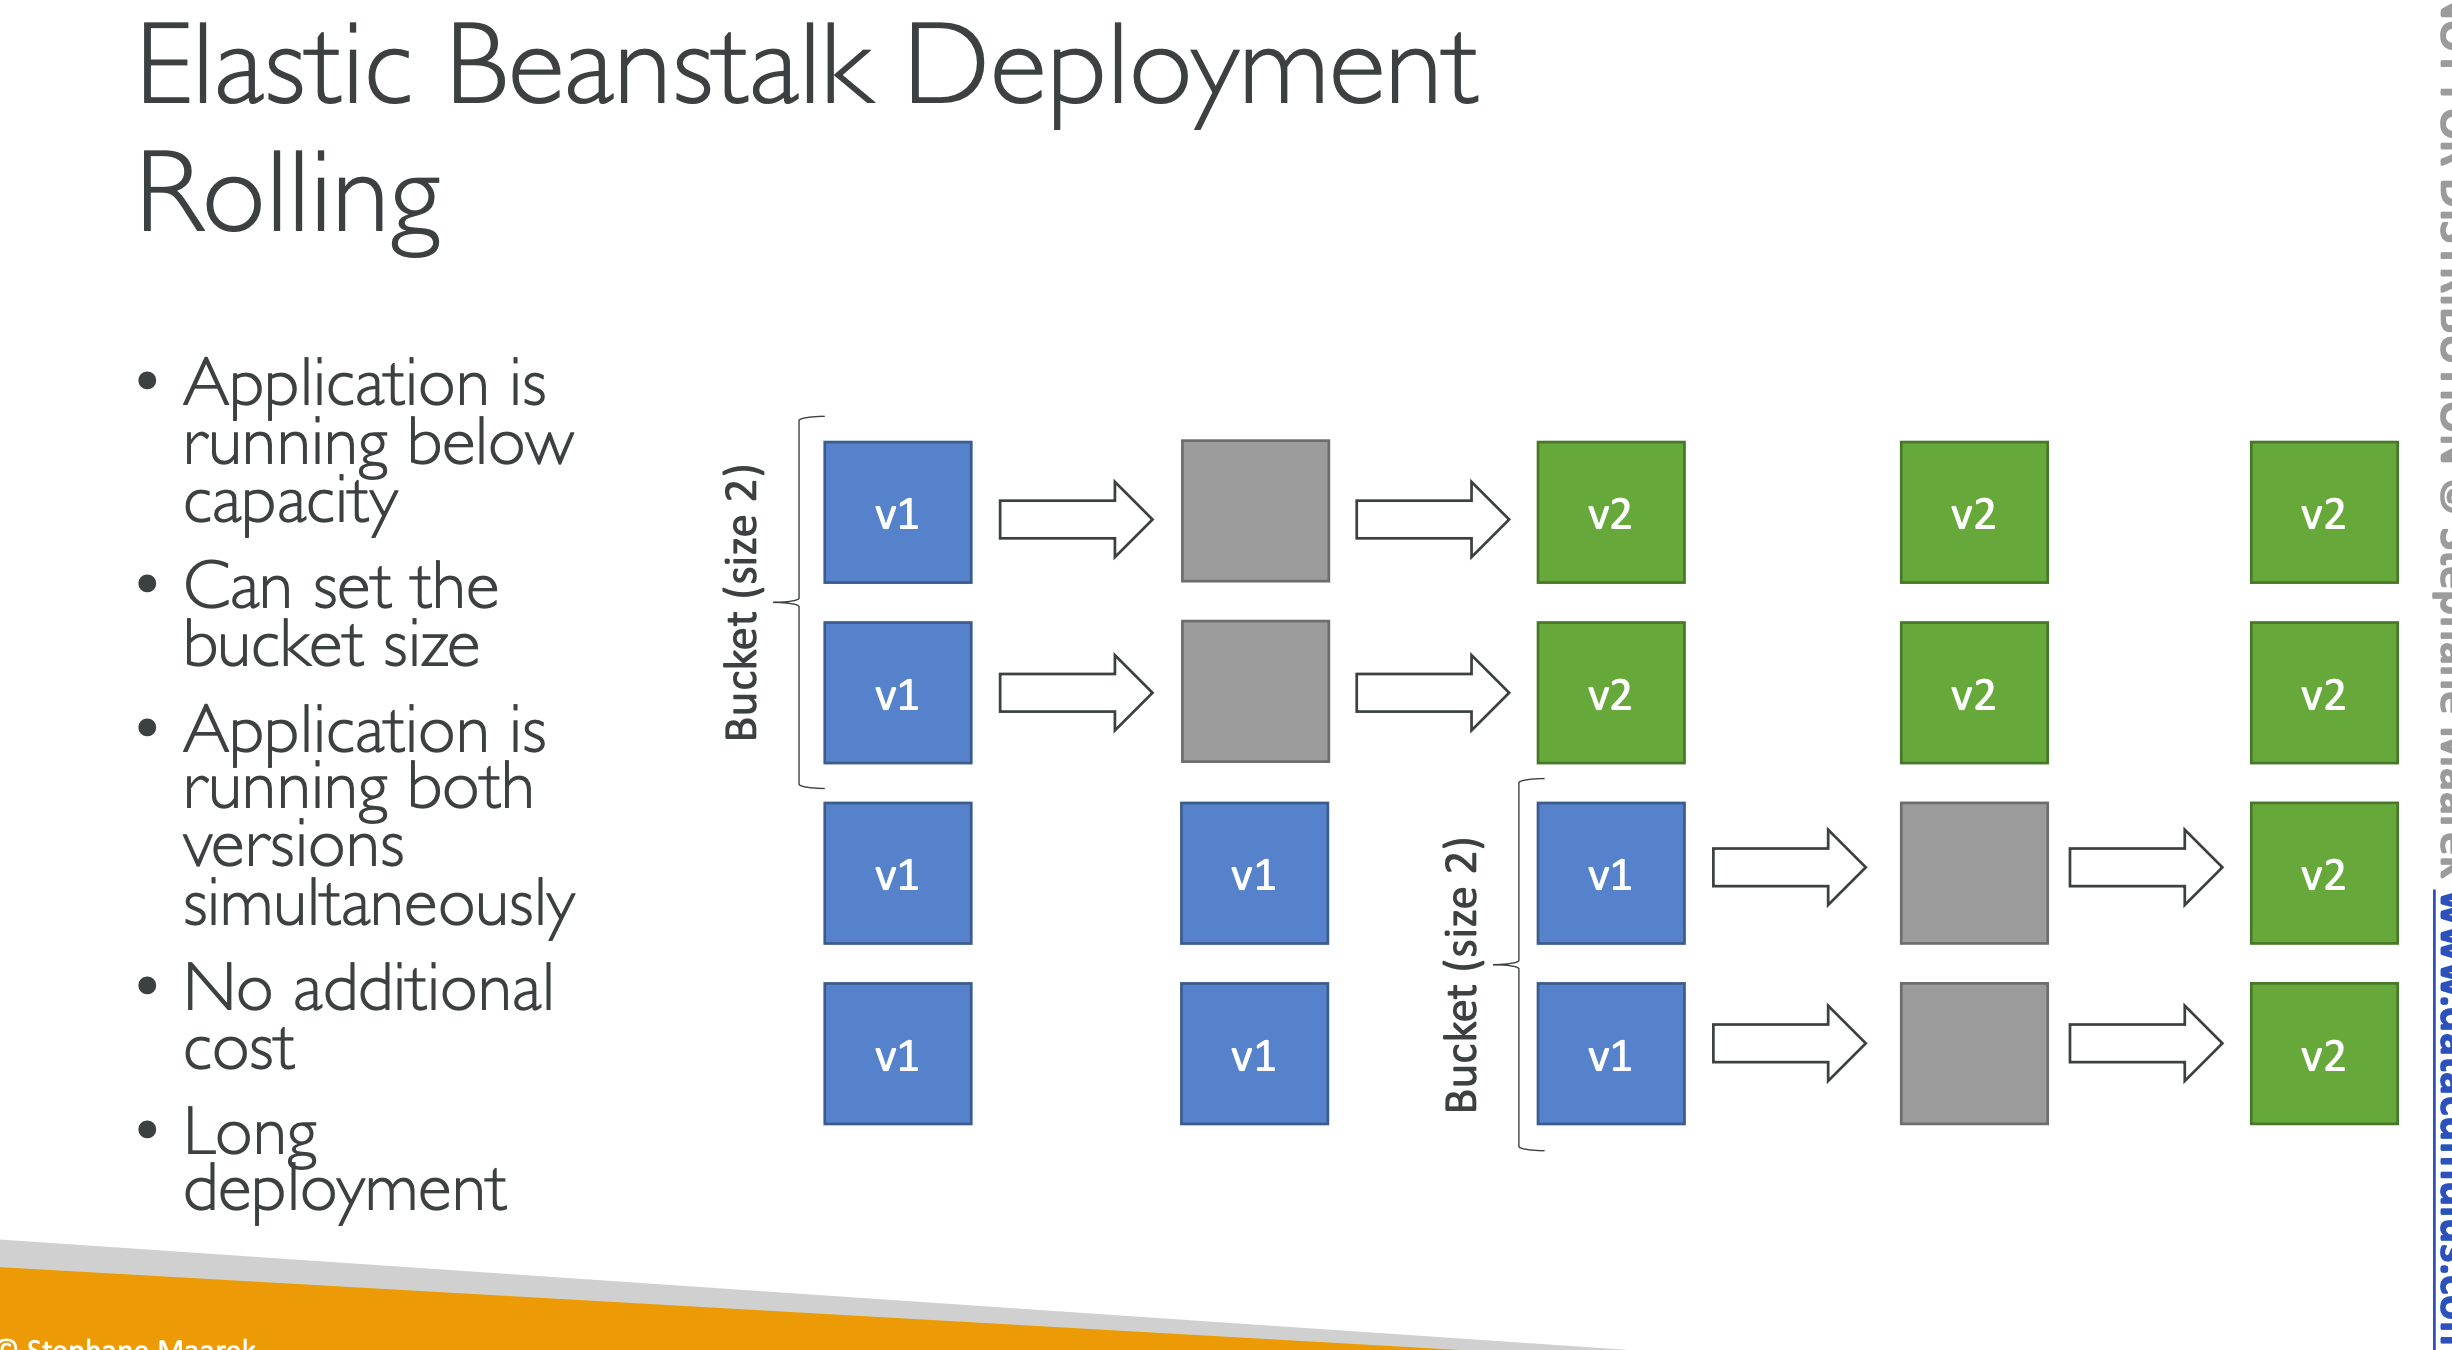 Elastic Beanstalk Deployment
Rolling
• Application is
running below
capacity
• Can set the
bucket size
• Application is
running both
versions
simultaneously
• No additional
cost
• Long
deployment
Bucket (size 2)
v1
v2
v2
v2
v1
v2
v2
v2
Bucket (size 2)
v1
v1
v1
v2
v1
v1
v1
v2
© Stephane Maarek
NOT FOR DISTRIBUTION © Stephane Maarek www.datacumulus.com